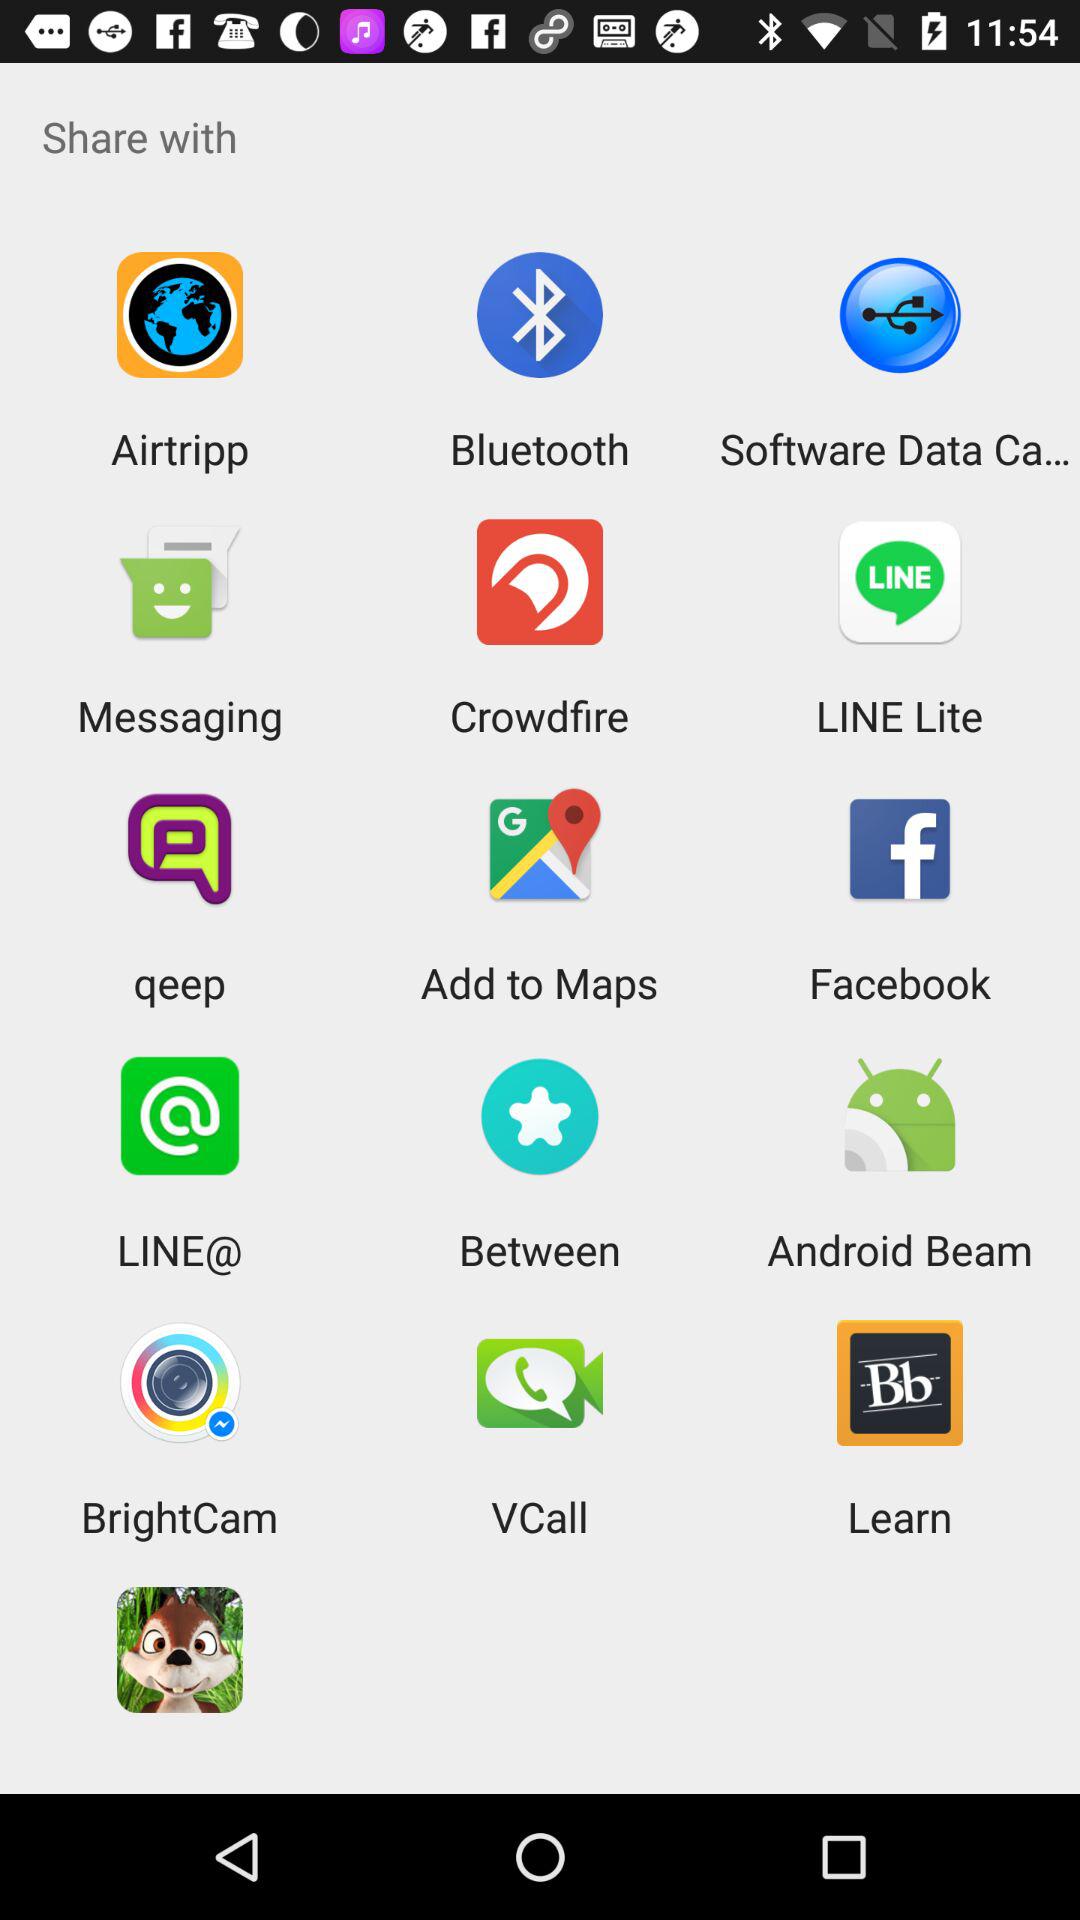 11:54
Share with
Airtripp
Bluetooth
Software Data Ca...
LINE
Messaging
Crowdfire
LINE Lite
G
qeep
Add to Maps
Facebook
LINE@
Between
Android Beam
Bb
BrightCam
VCall
Learn